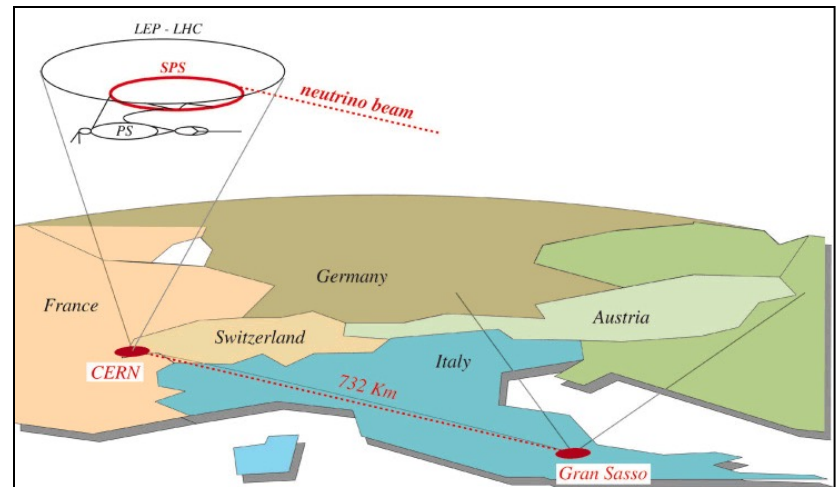 LEP - LHC
SPS
neutrino beam
PS
Germany
France
Austria
Switzerland
Italy
CERN
732 Km
Gran Sasso